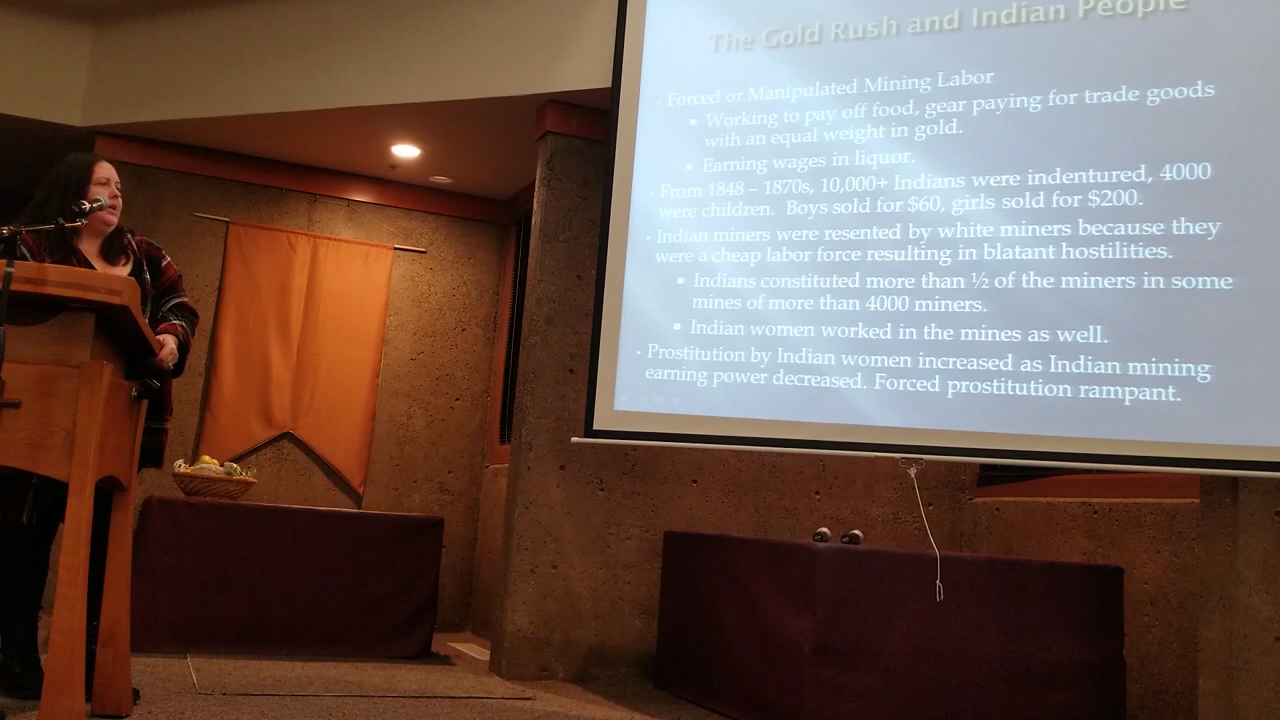 The Gold Rush and Indian People
· Forced or Manipulated Mining Labor
▪ Working to pay off food, gear paying for trade goods
with an equal weight in gold.
▪ Earning wages in liquor.
· From 1848 – 1870s, 10,000+ Indians were indentured, 4000
were children. Boys sold for $60, girls sold for $200.
· Indian miners were resented by white miners because they
were a cheap labor force resulting in blatant hostilities.
▪ Indians constituted more than ½ of the miners in some
mines of more than 4000 miners.
▪ Indian women worked in the mines as well.
· Prostitution by Indian women increased as Indian mining
earning power decreased. Forced prostitution rampant.